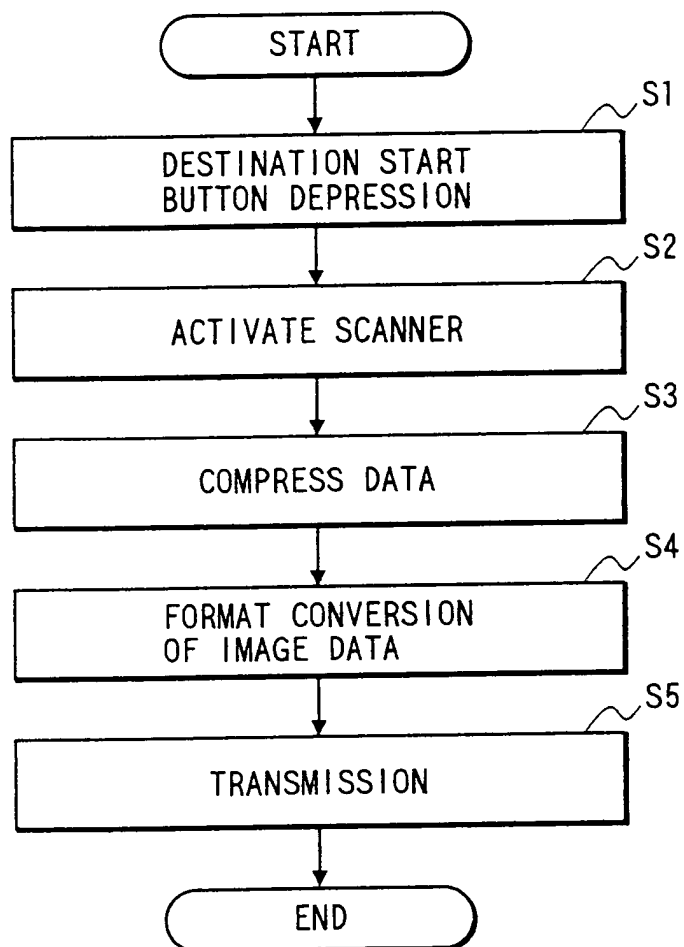 START
S1
DESTINATION START
BUTTON DEPRESSION
S2
ACTIVATE SCANNER
S3
COMPRESS DATA
S4
FORMAT CONVERSION
OF IMAGE DATA
S5
TRANSMISSION
END